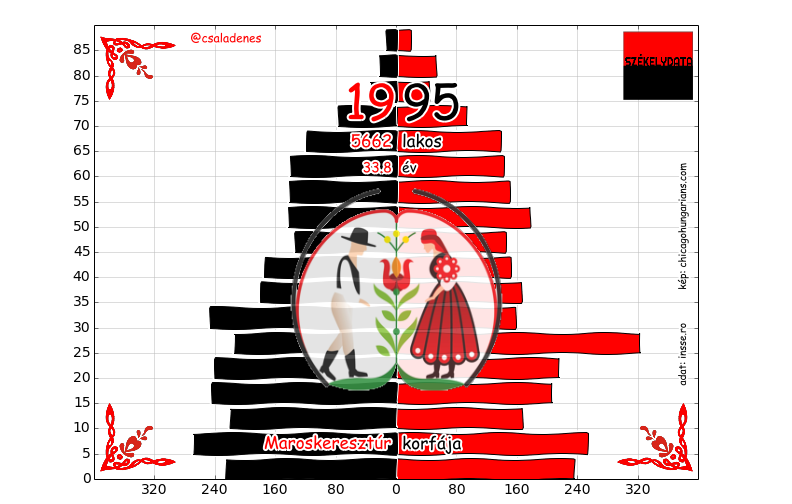 @csaladenes
SZÉKELYDATA
1995
5662 lakos
33.8 év
kép: chicagohungarians.com
adat: insse.ro
Maroskeresztúr korfája
85
80
75
70
65
60
55
50
45
40
35
30
25
20
15
10
5
0
320 240 160 80 0 80 160 240 320